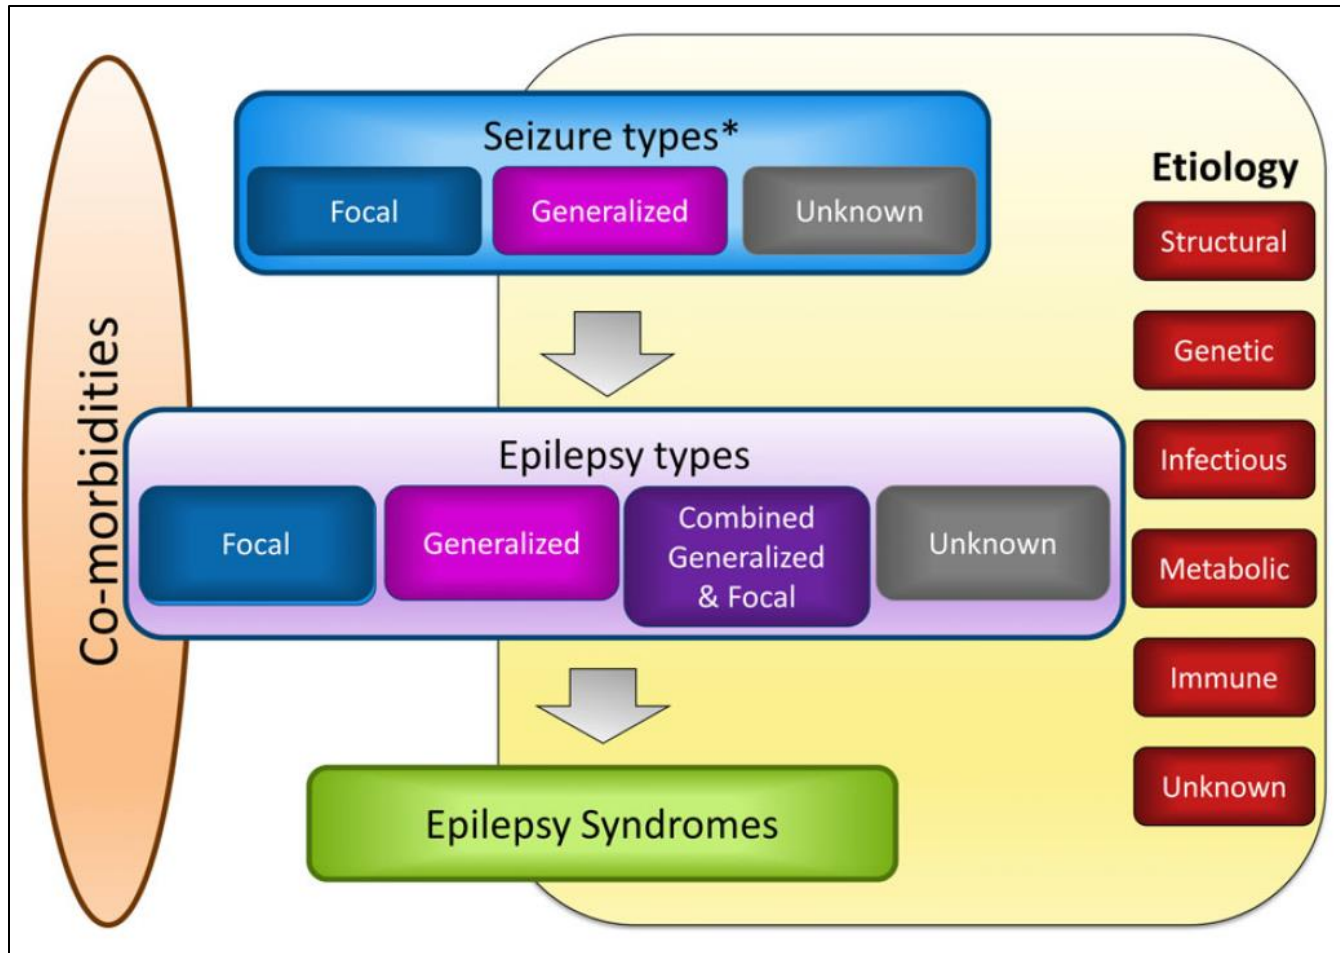 Co-morbidities
Seizure types*
Focal
Generalized
Unknown
Epilepsy types
Focal
Generalized
Combined
Generalized
& Focal
Unknown
Epilepsy Syndromes
Etiology
Structural
Genetic
Infectious
Metabolic
Immune
Unknown